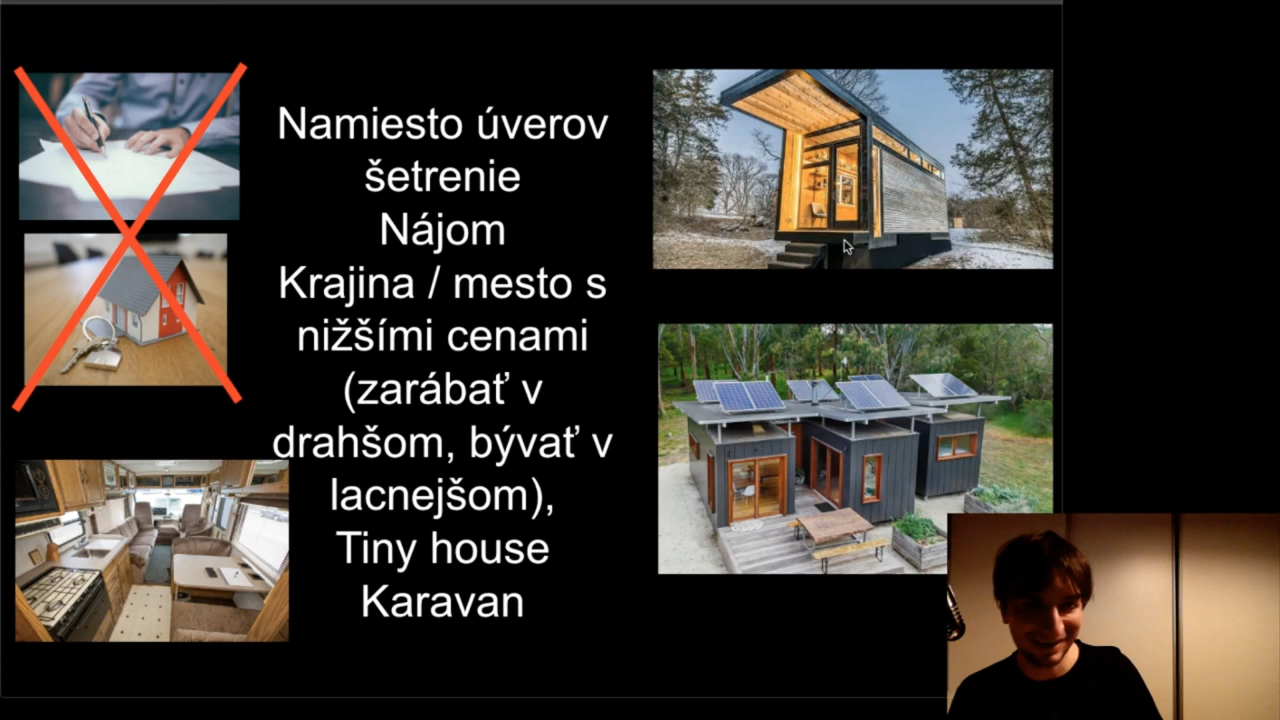 Namiesto úverov
šetrenie
Nájom
Krajina / mesto s
nižšími cenami
(zarábať v
drahšom, bývať v
lacnejšom),
Tiny house
Karavan